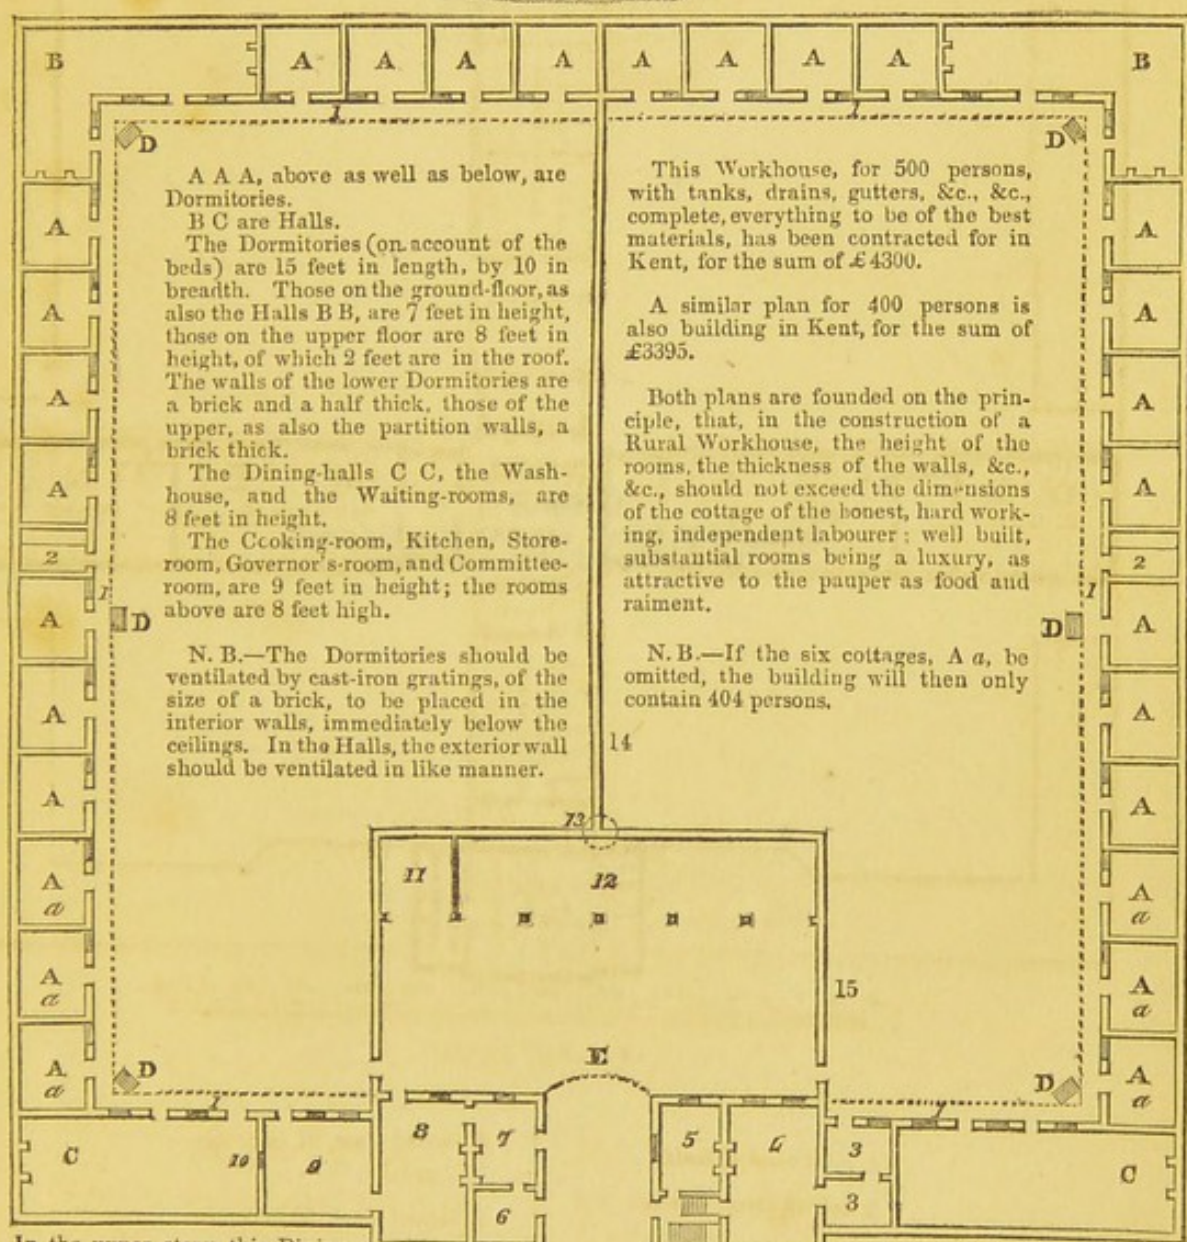 B A A A A A A A A B
1 1
D D
A A A, above as well as below, are
Dormitories.
B C are Halls.
The Dormitories (on account of the
beds) are 15 feet in length, by 10 in
breadth. Those on the ground-floor, as
also the Halls B B, are 7 feet in height,
those on the upper floor are 8 feet in
height, of which 2 feet are in the roof.
The walls of the lower Dormitories are
a brick and a half thick, those of the
upper, as also the partition walls, a
brick thick.
The Dining-halls C C, the Wash-
house, and the Waiting-rooms, are
8 feet in height.
The Cooking-room, Kitchen, Store-
room, Governor's-room, and Committee-
room, are 9 feet in height; the rooms
above are 8 feet high.
N. B.—The Dormitories should be
ventilated by cast-iron gratings, of the
size of a brick, to be placed in the
interior walls, immediately below the
ceilings. In the Halls, the exterior wall
should be ventilated in like manner.
This Workhouse, for 500 persons,
with tanks, drains, gutters, &c., &c.,
complete, everything to be of the best
materials, has been contracted for in
Kent, for the sum of £4300.
A similar plan for 400 persons is
also building in Kent, for the sum of
£3395.
Both plans are founded on the prin-
ciple, that, in the construction of a
Rural Workhouse, the height of the
rooms, the thickness of the walls, &c.,
&c., should not exceed the dimensions
of the cottage of the honest, hard work-
ing, independent labourer: well built,
substantial rooms being a luxury, as
attractive to the pauper as food and
raiment.
N. B.—If the six cottages, A a, be
omitted, the building will then only
contain 404 persons.
A A
A A
A A
A A
2 2
1 1
A D D A
A A
A A
14
13
A 11 12 A
a a
A A
a 15 a
E
A D D A
a a
1 1
C 10 9 8 7 5 4 3 C
6 3
In the upper story this